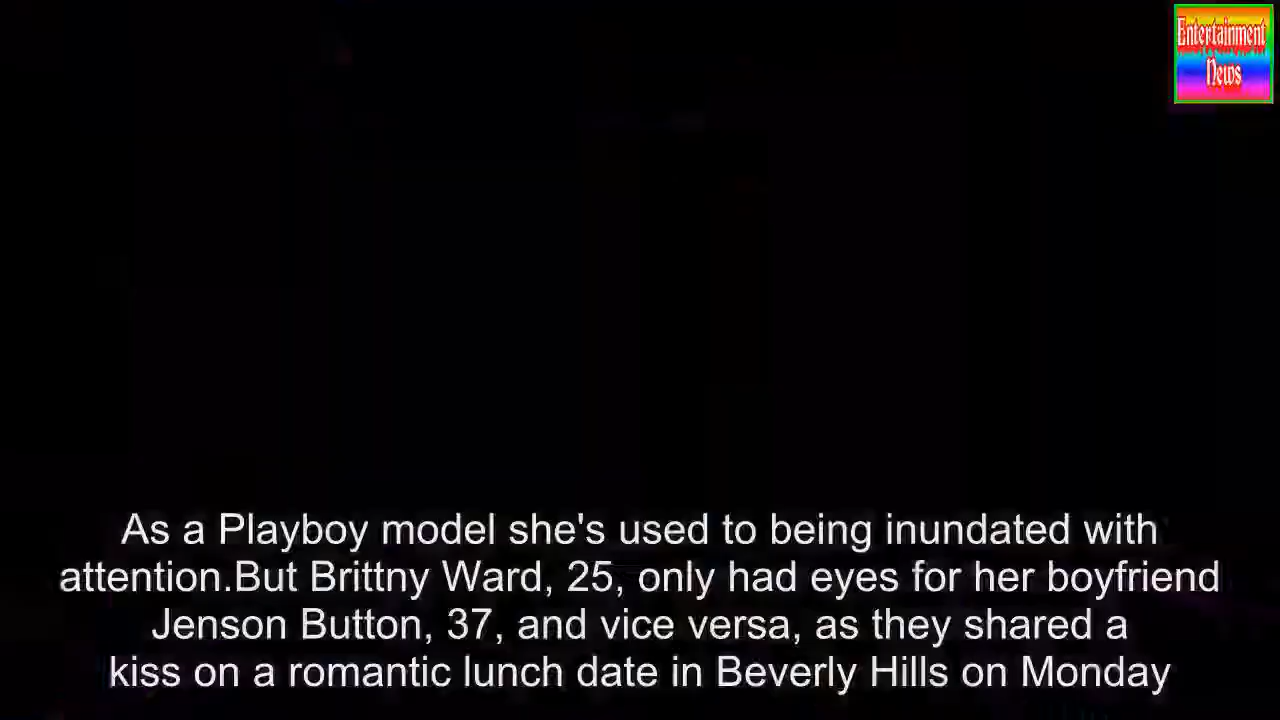 Entertainment
News
As a Playboy model she's used to being inundated with
attention.But Brittny Ward, 25, only had eyes for her boyfriend
Jenson Button, 37, and vice versa, as they shared a
kiss on a romantic lunch date in Beverly Hills on Monday